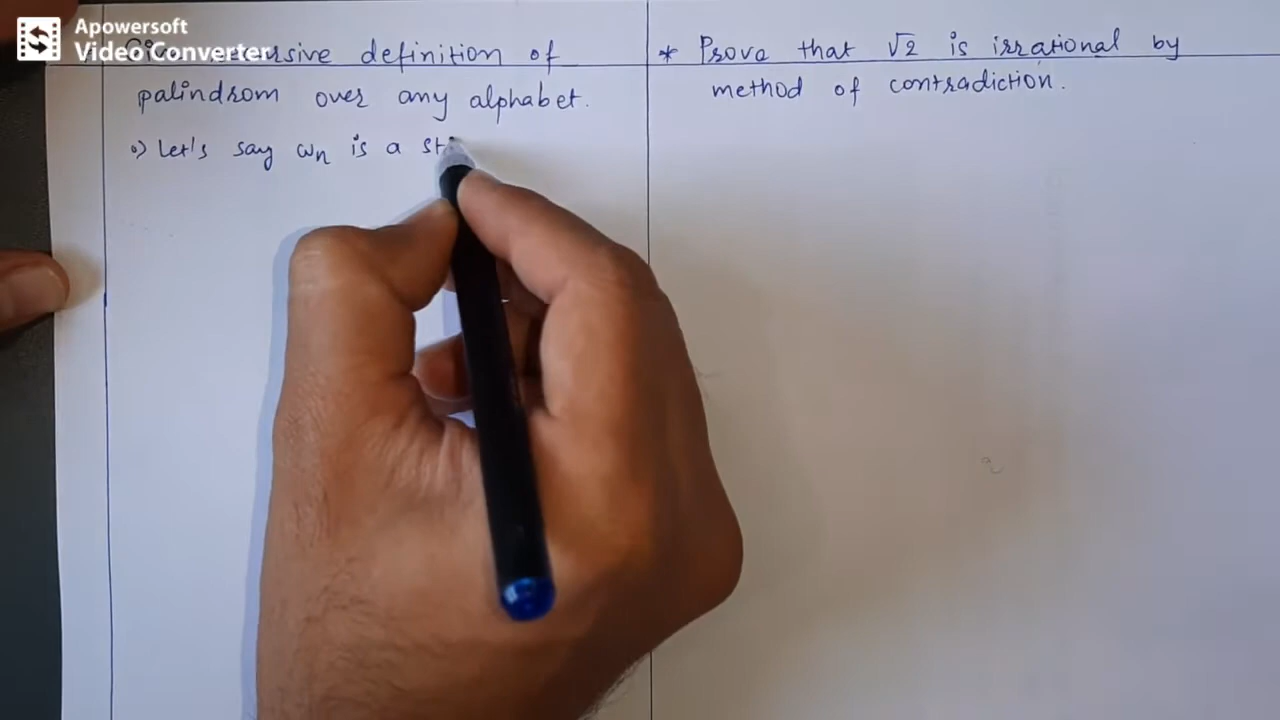 Apowersoft
Video Converter
definition of
palindrom over any alphabet.
Let's say wn is a st
* Prove that √2 is irrational by
method of contradiction.